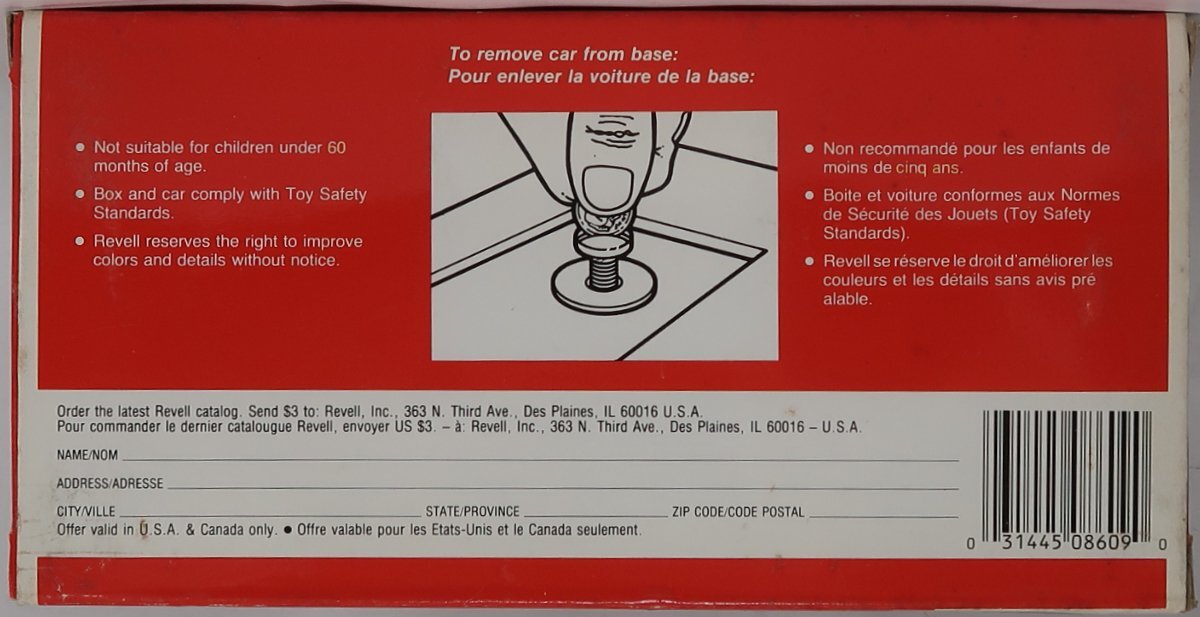 To remove car from base:
Pour enlever la voiture de la base:
• Not suitable for children under 60
months of age.
• Box and car comply with Toy Safety
Standards.
• Revell reserves the right to improve
colors and details without notice.
• Non recommandé pour les enfants de
moins de cinq ans.
• Boite et voiture conformes aux Normes
de Sécurité des Jouets (Toy Safety
Standards).
• Revell se réserve le droit d'améliorer les
couleurs et les détails sans avis pré
alable.
Order the latest Revell catalog. Send $3 to: Revell, Inc., 363 N. Third Ave., Des Plaines, IL 60016 U.S.A.
Pour commander le dernier catalougue Revell, envoyer US $3. – à: Revell, Inc., 363 N. Third Ave., Des Plaines, IL 60016 – U.S.A.
NAME/NOM
ADDRESS/ADRESSE
CITY/VILLE STATE/PROVINCE ZIP CODE/CODE POSTAL
Offer valid in U.S.A. & Canada only. • Offre valable pour les Etats-Unis et le Canada seulement.
0 31445 08609 0